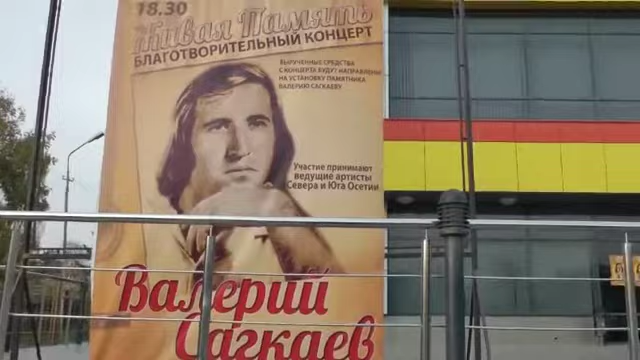 18.30
Живая Память
БЛАГОТВОРИТЕЛЬНЫЙ КОНЦЕРТ
ВЫРУЧЕННЫЕ СРЕДСТВА
С КОНЦЕРТА БУДУТ НАПРАВЛЕНЫ
НА УСТАНОВКУ ПАМЯТНИКА
ВАЛЕРИЮ САГКАЕВУ
Участие принимают
ведущие артисты
Севера и Юга Осетии
Валерий
Сагкаев